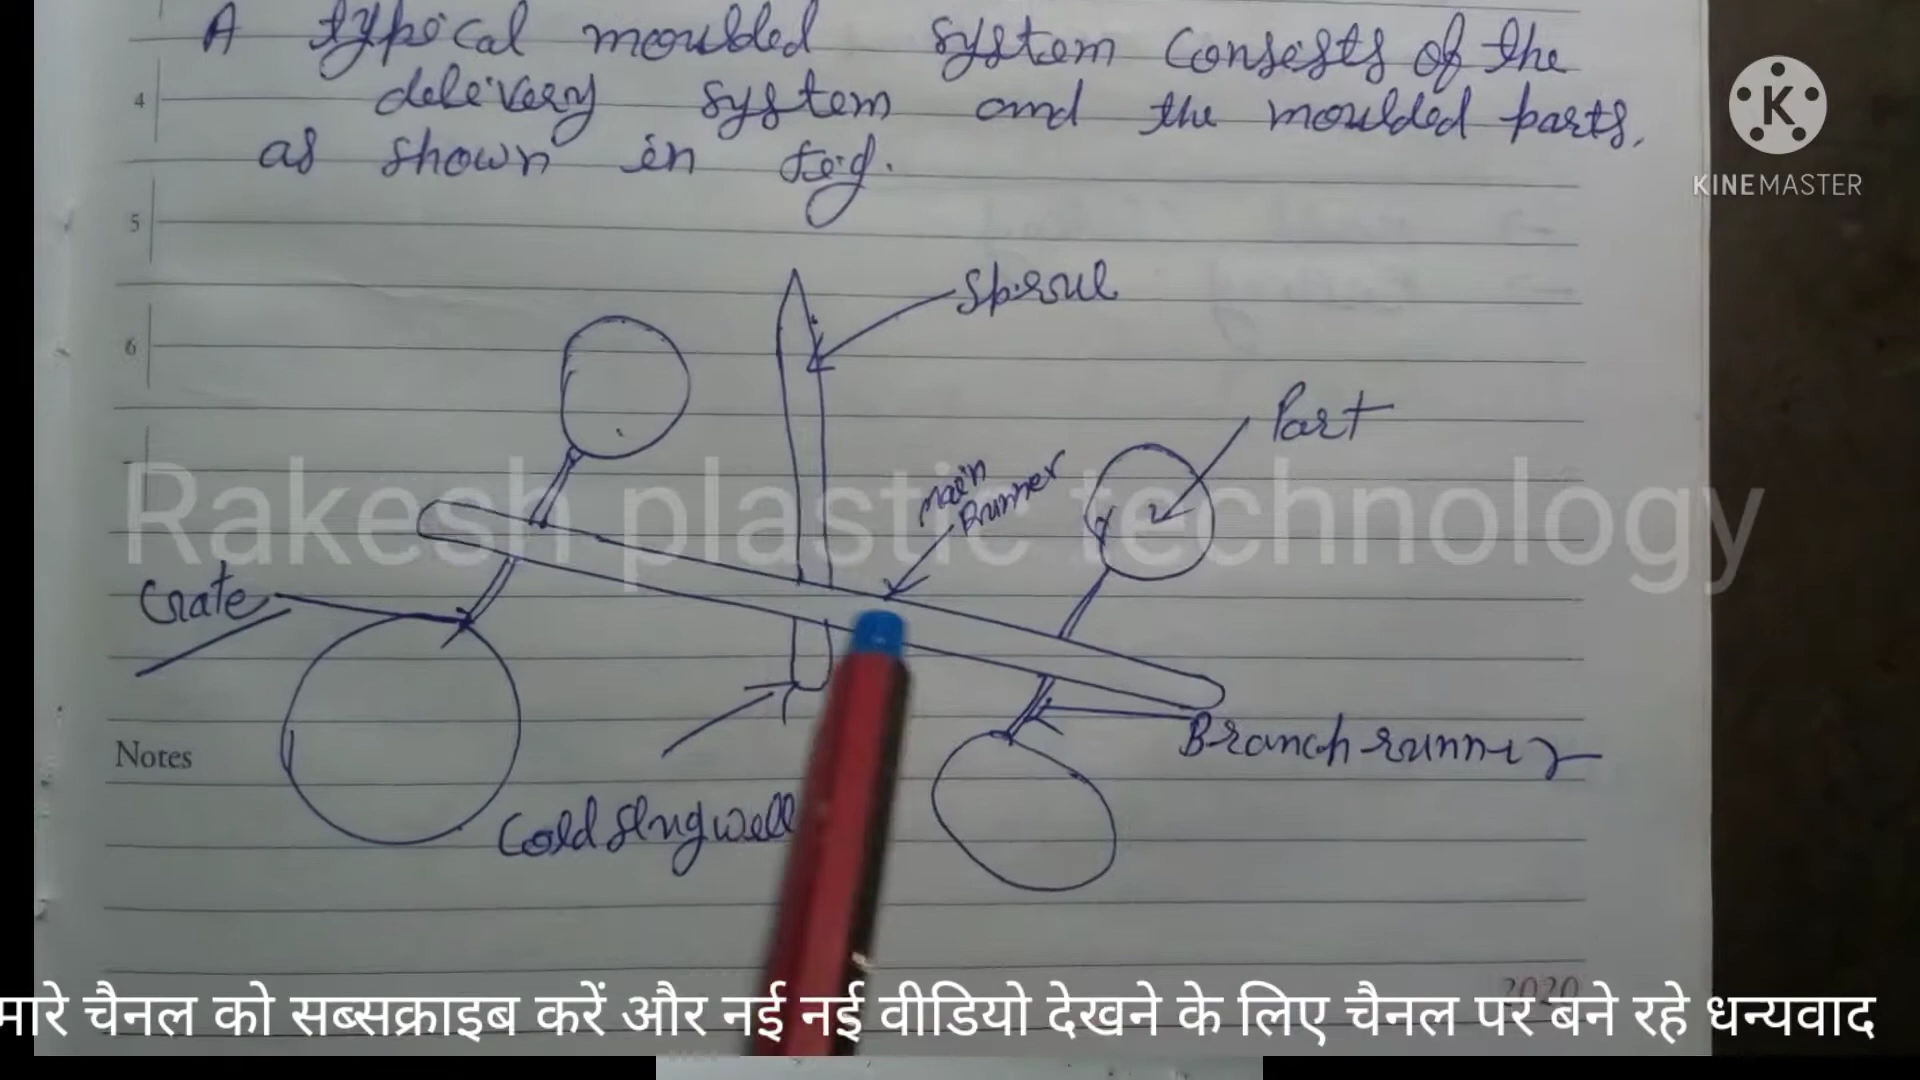 A typical moulded system consists of the
delivery system and the moulded parts,
as shown in fig.
4
5
6
K
KINEMASTER
Sprue
Part
Main
Runner
Rakesh plastic technology
Crate
Branch runner
Notes
Cold slug well
2020
मारे चैनल को सब्सक्राइब करें और नई नई वीडियो देखने के लिए चैनल पर बने रहे धन्यवाद